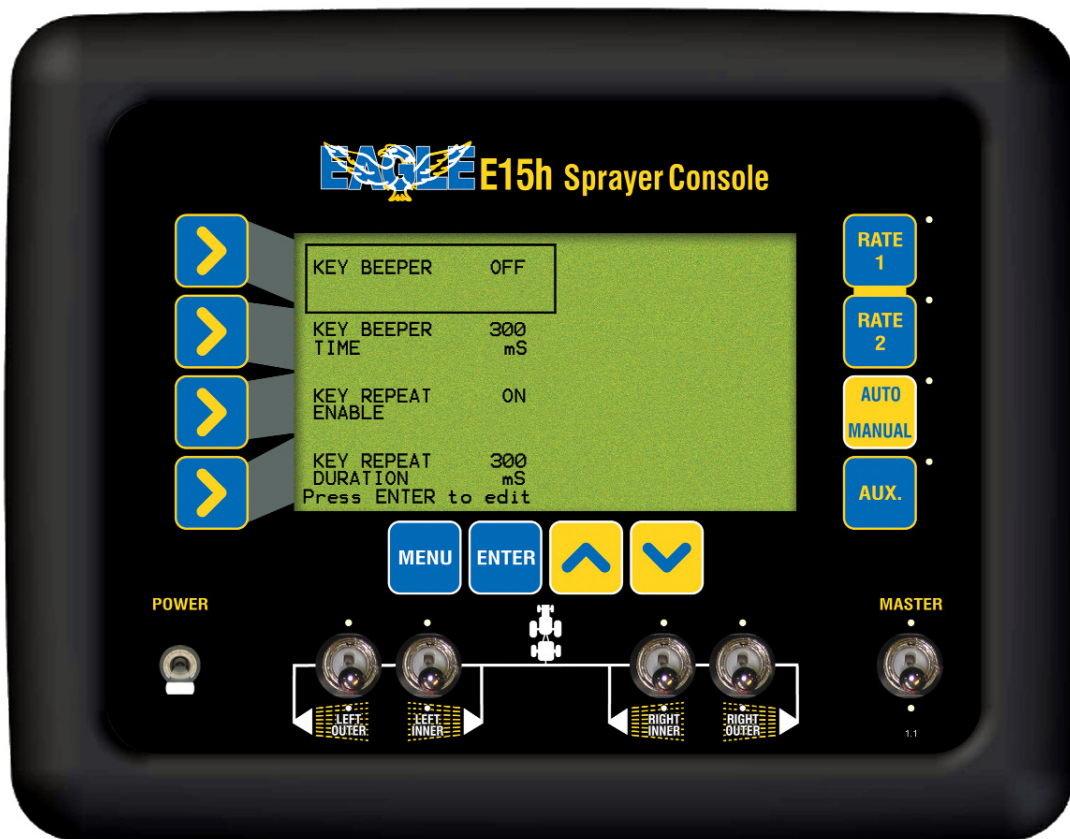 EAGLE E15h Sprayer Console
KEY BEEPER OFF
KEY BEEPER 300
TIME mS
KEY REPEAT ON
ENABLE
KEY REPEAT 300
DURATION mS
Press ENTER to edit
RATE
1
RATE
2
AUTO
MANUAL
AUX.
MENU
ENTER
POWER
MASTER
LEFT
OUTER
LEFT
INNER
RIGHT
INNER
RIGHT
OUTER
1.1